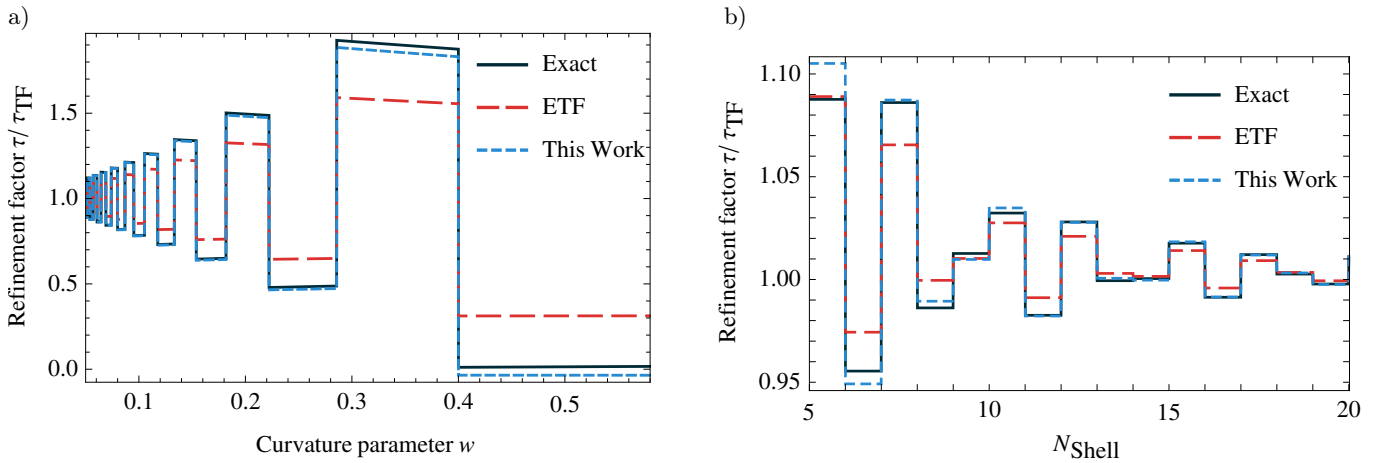 a)
Refinement factor τ/ τTF
1.5
1.0
0.5
0.0
0.1
0.2
0.3
0.4
0.5
Curvature parameter w
Exact
ETF
This Work
b)
Refinement factor τ/ τTF
1.10
1.05
1.00
0.95
5
10
15
20
NShell
Exact
ETF
This Work